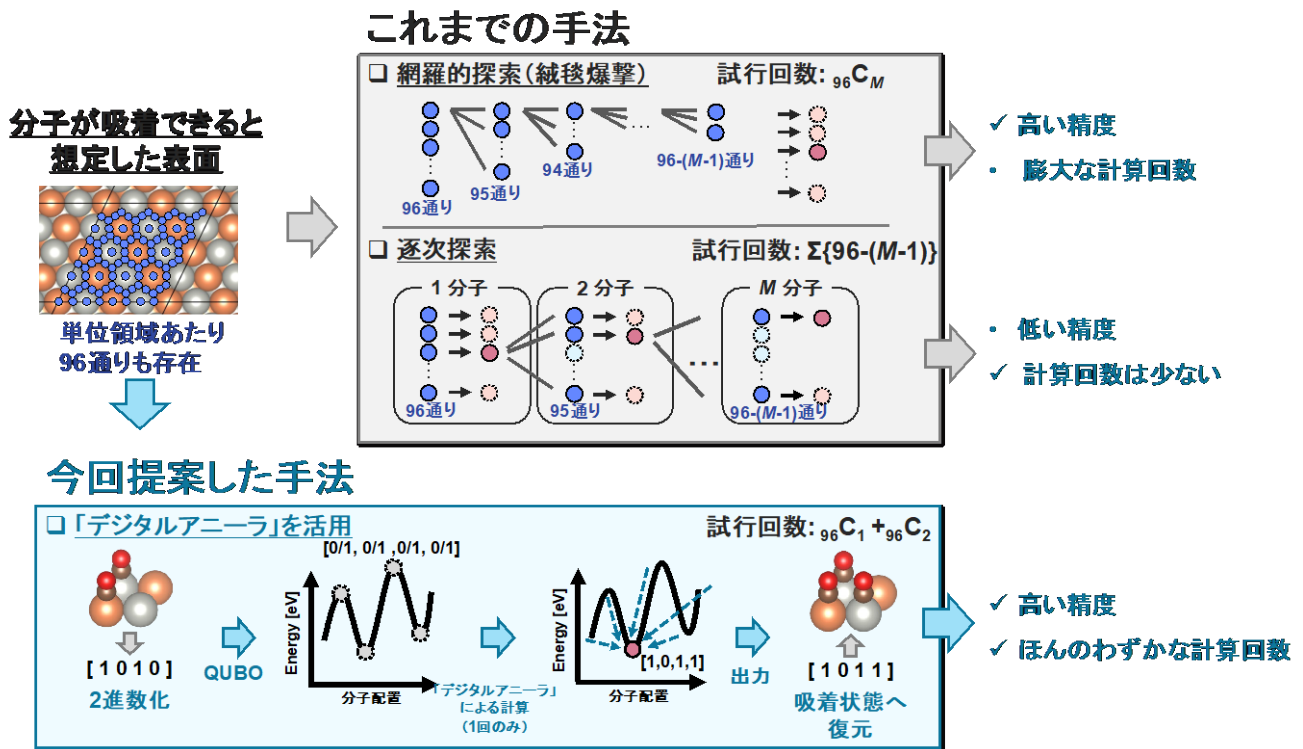 これまでの手法
❑ 網羅的探索(絨毯爆撃)
試行回数: ₉₆C_M
96通り
95通り
94通り
…
96-(M-1)通り
✓ 高い精度
・ 膨大な計算回数
分子が吸着できると
想定した表面
単位領域あたり
96通りも存在
❑ 逐次探索
試行回数: Σ{96-(M-1)}
1 分子
2 分子
M 分子
…
96通り
95通り
96-(M-1)通り
・ 低い精度
✓ 計算回数は少ない
今回提案した手法
❑ 「デジタルアニーラ」を活用
試行回数: ₉₆C₁ +₉₆C₂
[1 0 1 0]
2進数化
QUBO
[0/1, 0/1 ,0/1, 0/1]
Energy [eV]
分子配置
「デジタルアニーラ」
による計算
(1回のみ)
Energy [eV]
[1,0,1,1]
分子配置
出力
[1 0 1 1]
吸着状態へ
復元
✓ 高い精度
✓ ほんのわずかな計算回数